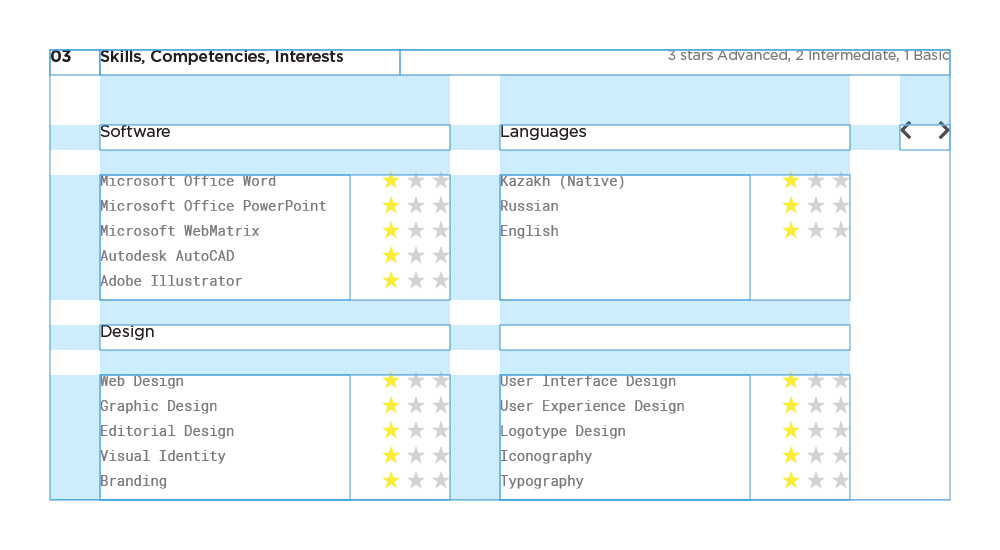 03 Skills, Competencies, Interests 3 stars Advanced, 2 Intermediate, 1 Basic
Software
Microsoft Office Word
Microsoft Office PowerPoint
Microsoft WebMatrix
Autodesk AutoCAD
Adobe Illustrator
Languages
Kazakh (Native)
Russian
English
Design
Web Design
Graphic Design
Editorial Design
Visual Identity
Branding
User Interface Design
User Experience Design
Logotype Design
Iconography
Typography